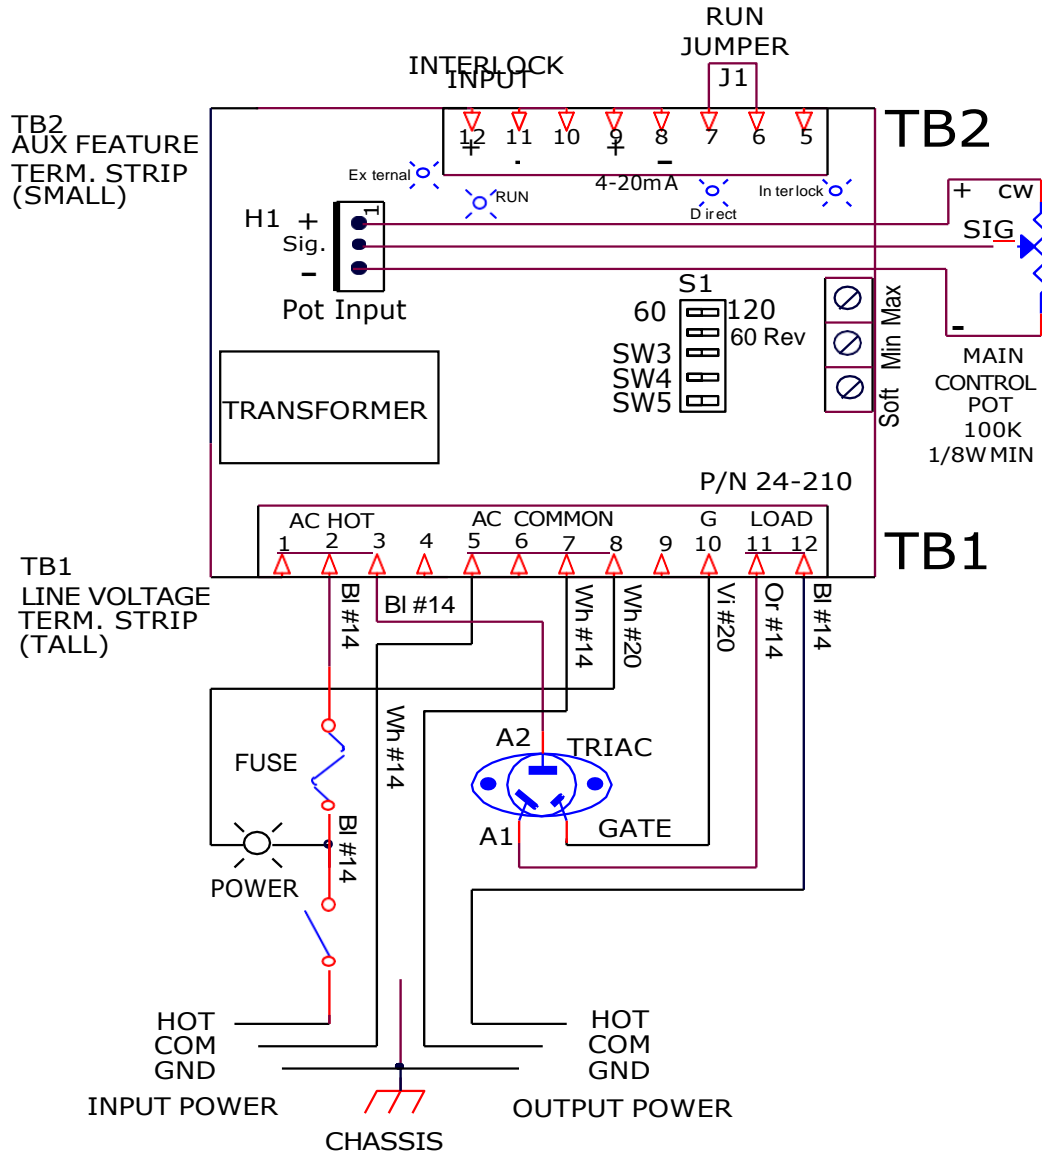 RUN
JUMPER
J1
INTERLOCK
INPUT
TB2
AUX FEATURE
TERM. STRIP
(SMALL)
12 11 10 9 8 7 6 5
+ - + -
4-20mA
TB2
External
RUN
Direct
Interlock
H1 +
Sig.
-
1
Pot Input
+ CW
SIG
-
MAIN
CONTROL
POT
100K
1/8W MIN
S1
60 120
60 Rev
SW3
SW4
SW5
Max
Min
Soft
TRANSFORMER
P/N 24-210
AC HOT AC COMMON G LOAD
1 2 3 4 5 6 7 8 9 10 11 12
TB1
TB1
LINE VOLTAGE
TERM. STRIP
(TALL)
Bl #14
Bl #14
Wh #14
Wh #20
Vi #20
Or #14
Bl #14
Wh #14
A2 TRIAC
FUSE
A1 GATE
Bl #14
POWER
HOT
COM
GND
INPUT POWER
HOT
COM
GND
OUTPUT POWER
CHASSIS